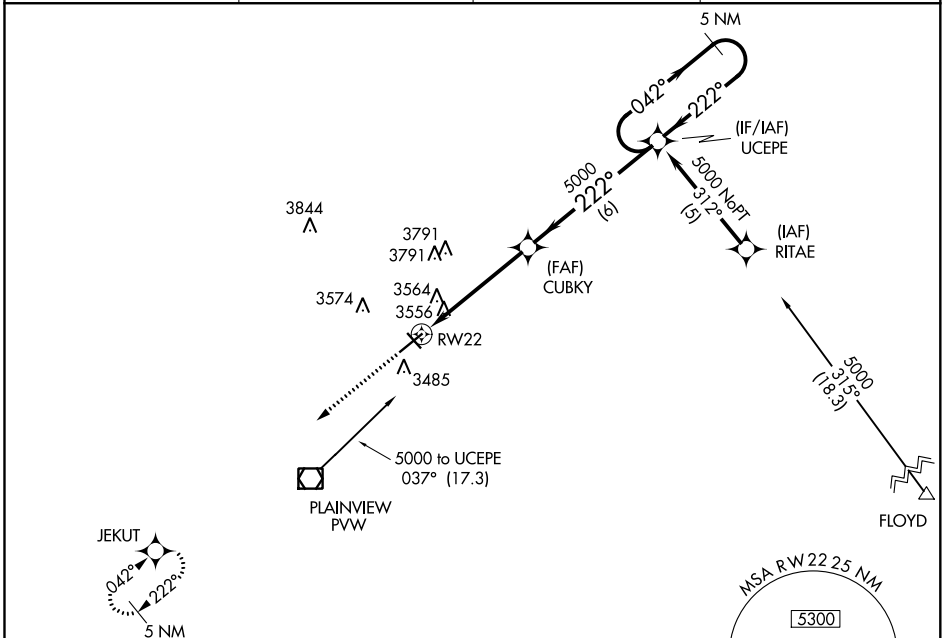 5 NM
042°
222°
(IF/IAF)
UCEPE
5000
222°
(6)
5000 NoPT
312°
(5)
(IAF)
RITAE
3844
3791
3791
(FAF)
CUBKY
3574
3564
3556
RW22
3485
5000
315°
(18.3)
5000 to UCEPE
037° (17.3)
PLAINVIEW
PVW
FLOYD
JEKUT
042°
222°
5 NM
MSA RW22 25 NM
5300